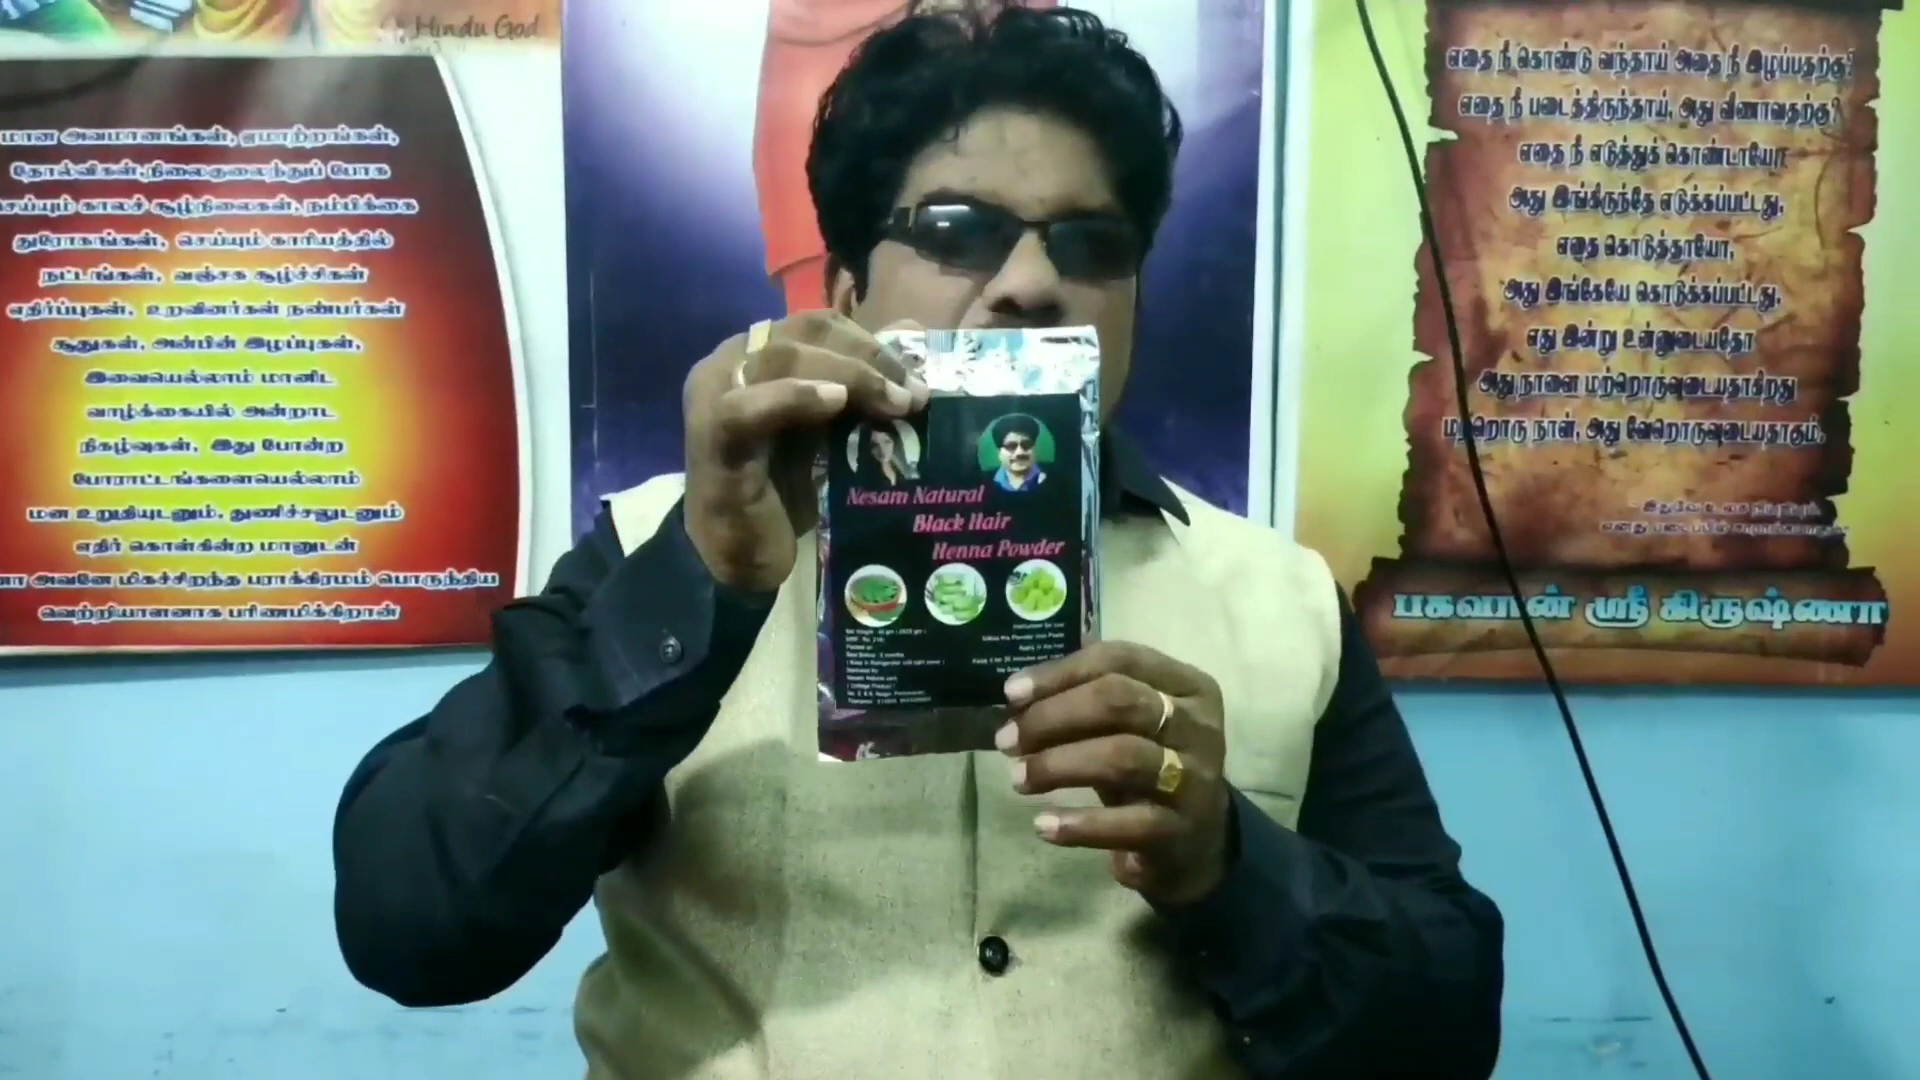 Hindu God
மான அவமானங்கள், ஏமாற்றங்கள்,
தோல்விகள்,நிலைகுலைந்துப் போக
செய்யும் காலச் சூழ்நிலைகள், நம்பிக்கை
துரோகங்கள், செய்யும் காரியத்தில்
நட்டங்கள், வஞ்சக சூழ்ச்சிகள்
எதிர்ப்புகள், உறவினர்கள் நண்பர்கள்
சூதுகள், அன்பின் இழப்புகள்,
இவையெல்லாம் மானிட
வாழ்க்கையில் அன்றாட
நிகழ்வுகள், இது போன்ற
போராட்டங்களையெல்லாம்
மன உறுதியுடனும், துணிச்சலுடனும்
எதிர் கொள்கின்ற மானுடன்
அவனே மிகச்சிறந்த பராக்கிரமம் பொருந்திய
வெற்றியாளனாக பரிணமிக்கிறான்
Nesam Natural
Black Hair
Henna Powder
எதை நீ கொண்டு வந்தாய் அதை நீ இழப்பதற்கு?
எதை நீ படைத்திருந்தாய், அது வீணாவதற்கு?
எதை நீ எடுத்துக் கொண்டாயோ
அது இங்கிருந்தே எடுக்கப்பட்டது,
எதை கொடுத்தாயோ,
அது இங்கேயே கொடுக்கப்பட்டது,
எது இன்று உன்னுடையதோ
அது நாளை மற்றொருவுடையதாகிறது
மற்றொரு நாள், அது வேறொருவுடையதாகும்.
பகவான் ஸ்ரீ கிருஷ்ணா